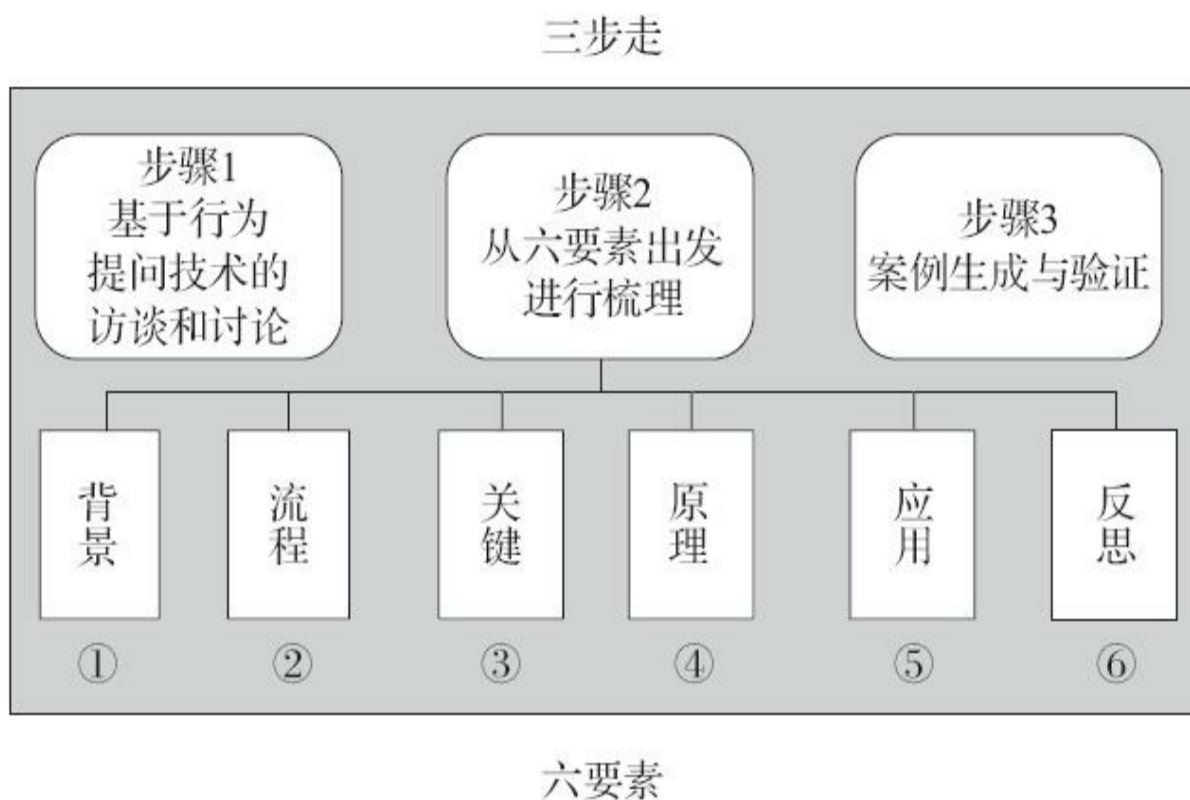 三步走
步骤1
基于行为
提问技术的
访谈和讨论
步骤2
从六要素出发
进行梳理
步骤3
案例生成与验证
背景
流程
关键
原理
应用
反思
①
②
③
④
⑤
⑥
六要素